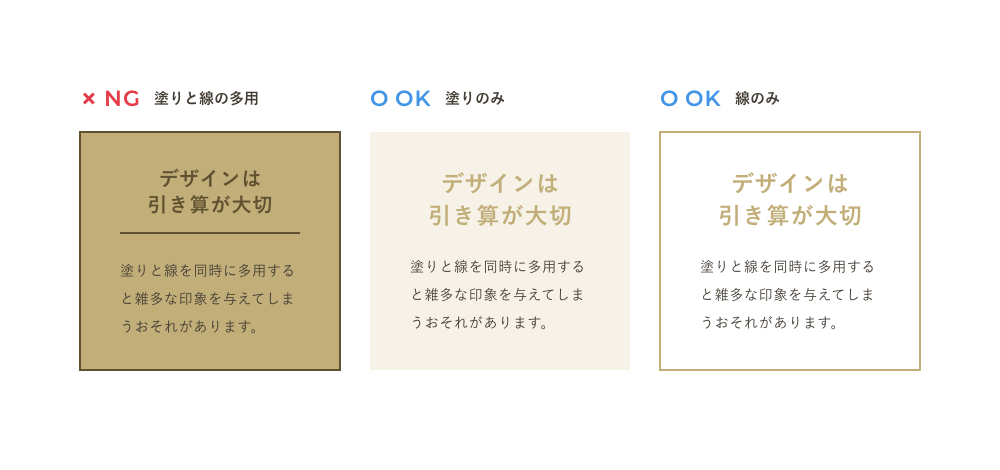 × NG 塗りと線の多用
デザインは
引き算が大切
塗りと線を同時に多用する
と雑多な印象を与えてしま
うおそれがあります。
O OK 塗りのみ
デザインは
引き算が大切
塗りと線を同時に多用する
と雑多な印象を与えてしま
うおそれがあります。
O OK 線のみ
デザインは
引き算が大切
塗りと線を同時に多用する
と雑多な印象を与えてしま
うおそれがあります。